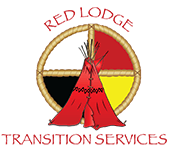 RED LODGE
TRANSITION SERVICES